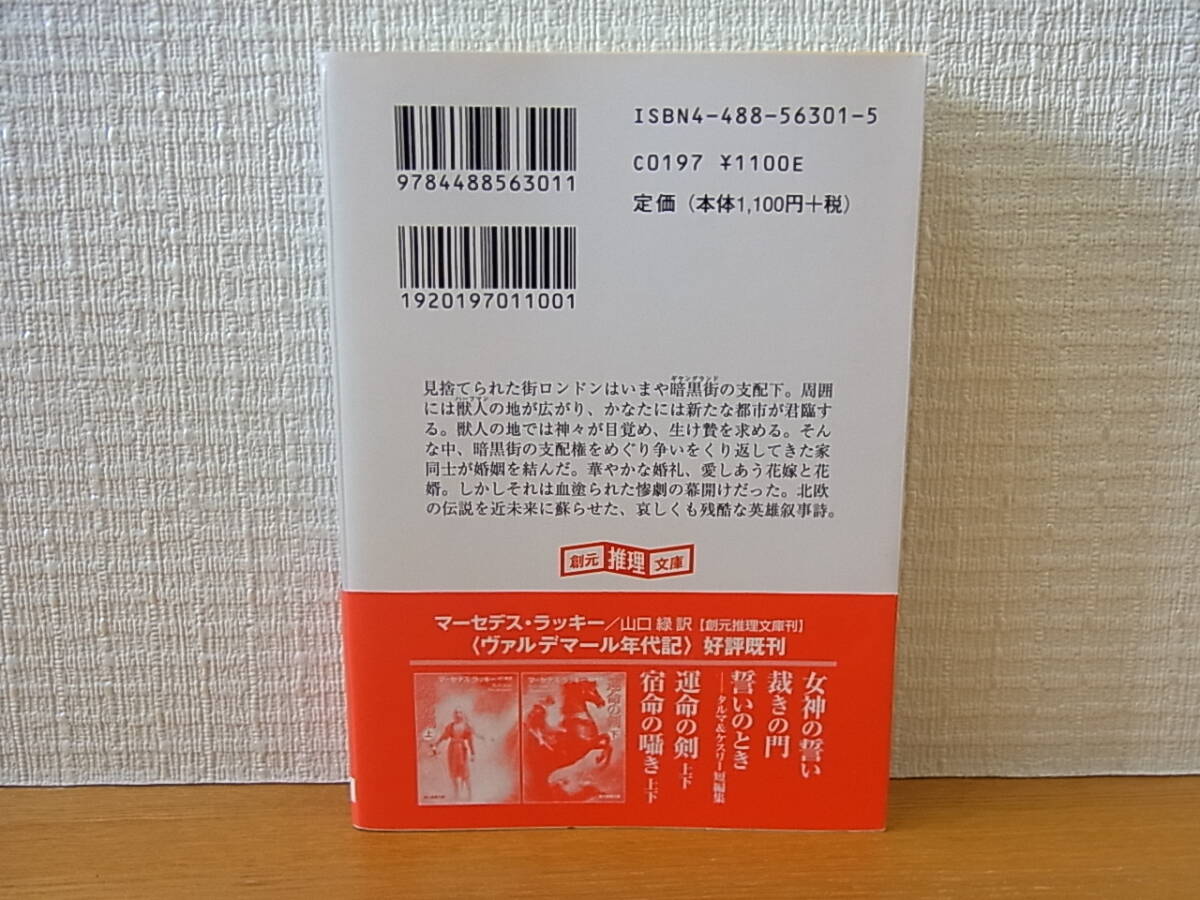 ISBN4-488-56301-5
9784488563011
C0197 ¥1100E
定価(本体1,100円+税)
1920197011001
見捨てられた街ロンドンはいまや暗黒街の支配下。周囲
には獣人の地が広がり、かなたには新たな都市が君臨す
る。獣人の地では神々が目覚め、生け贄を求める。そん
な中、暗黒街の支配権をめぐり争いをくり返してきた家
同士が婚姻を結んだ。華やかな婚礼、愛しあう花嫁と花
婿。しかしそれは血塗られた惨劇の幕開けだった。北欧
の伝説を近未来に蘇らせた、哀しくも残酷な英雄叙事詩。
創元推理文庫
マーセデス・ラッキー/山口 緑 訳【創元推理文庫刊】
〈ヴァルデマール年代記〉好評既刊
女神の誓い
裁きの門
誓いのとき
──タルマ&ケスリー短編集
運命の剣 上下
宿命の囁き 上下
マーセデス・ラッキー
上
下